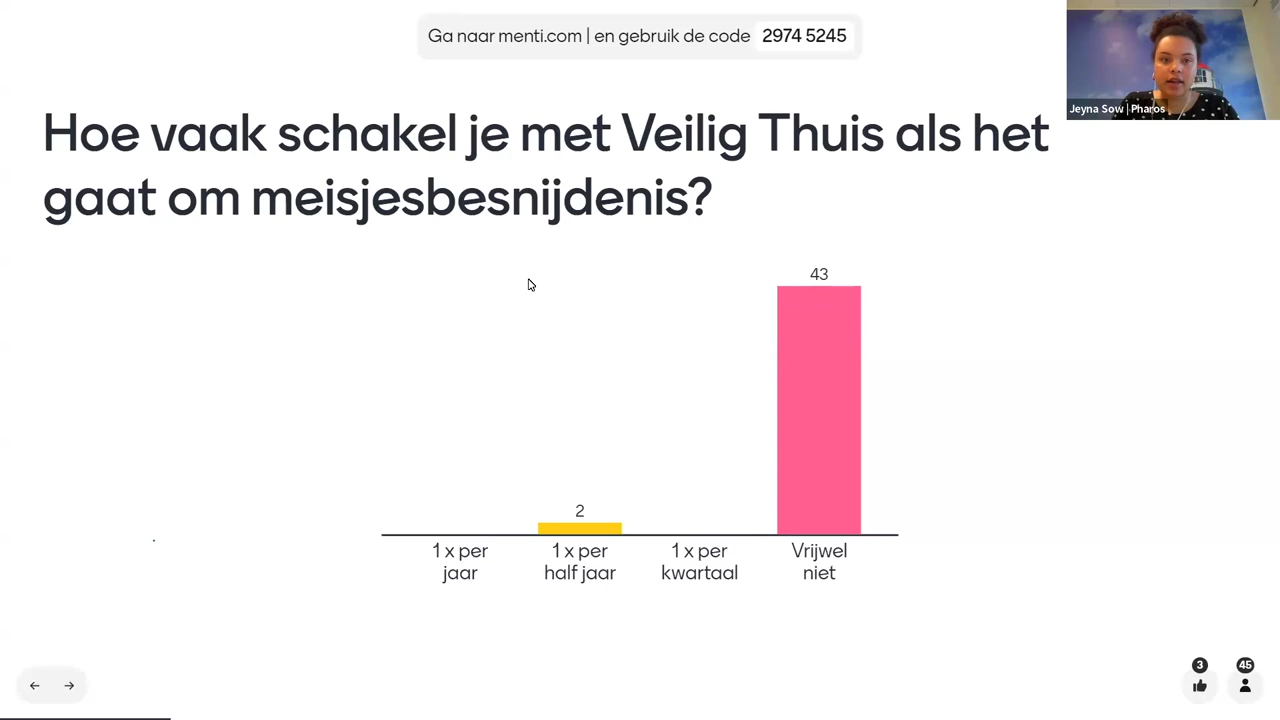 Ga naar menti.com | en gebruik de code 2974 5245
Jeyna Sow | Pharos
Hoe vaak schakel je met Veilig Thuis als het
gaat om meisjesbesnijdenis?
43
2
1 x per
jaar
1 x per
half jaar
1 x per
kwartaal
Vrijwel
niet
3
45